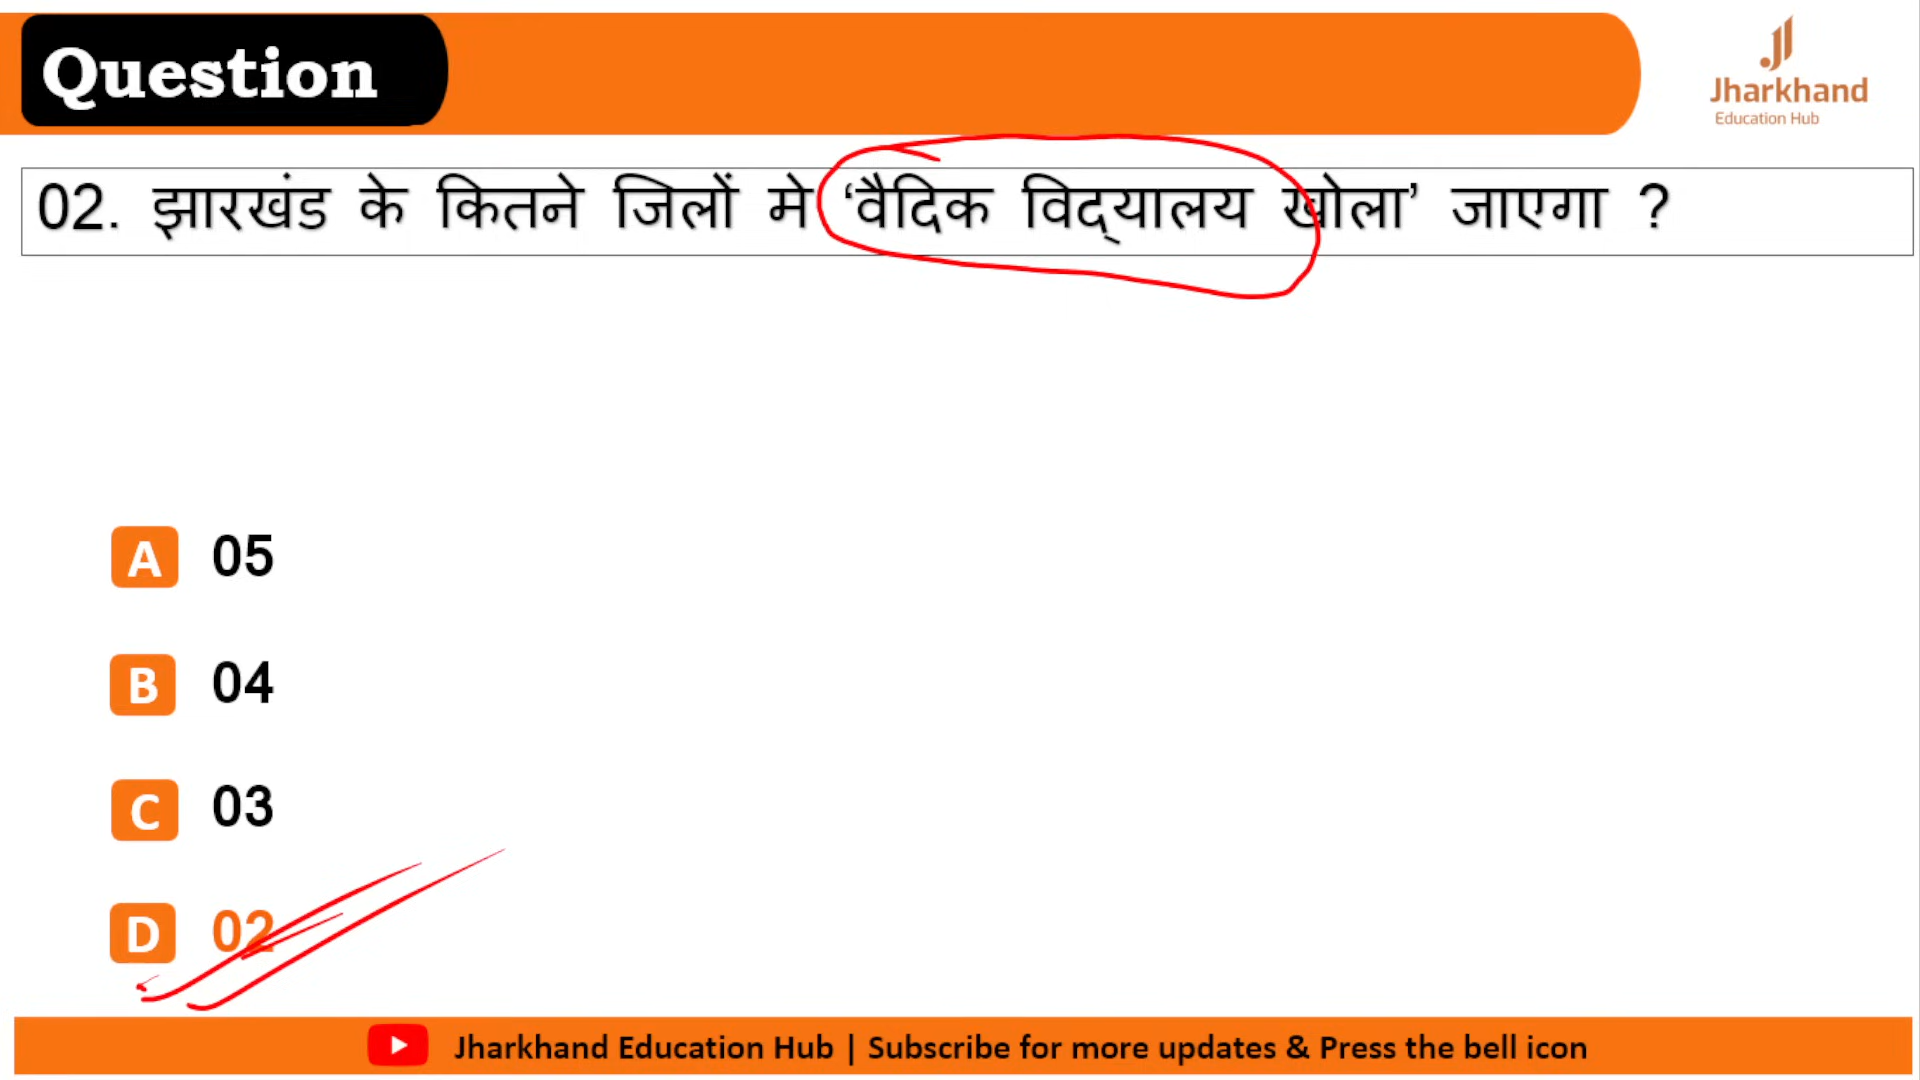 Question
Jharkhand
Education Hub
02. झारखंड के कितने जिलों मे ‘वैदिक विद्‌यालय खोला’ जाएगा ?
A 05
B 04
C 03
D 02
Jharkhand Education Hub | Subscribe for more updates & Press the bell icon